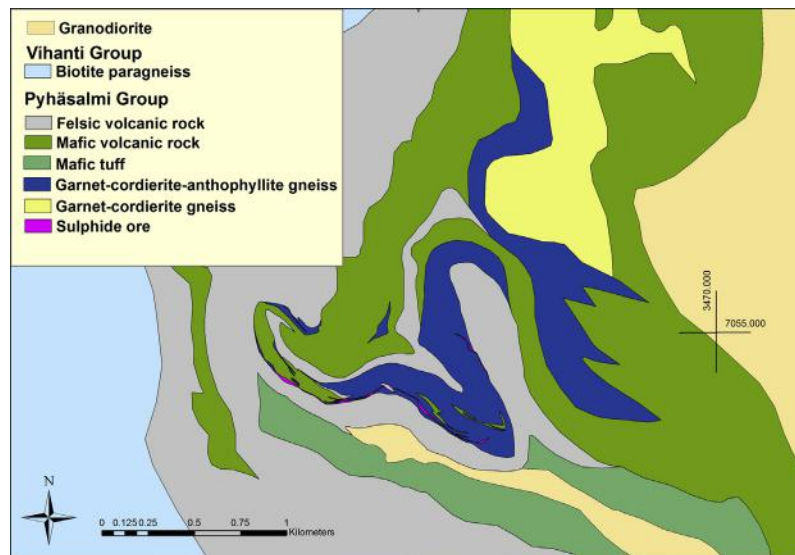 Granodiorite
Vihanti Group
Biotite paragneiss
Pyhäsalmi Group
Felsic volcanic rock
Mafic volcanic rock
Mafic tuff
Garnet-cordierite-anthophyllite gneiss
Garnet-cordierite gneiss
Sulphide ore
3470.000
7055.000
N
0 0.125 0.25 0.5 0.75 1
Kilometers